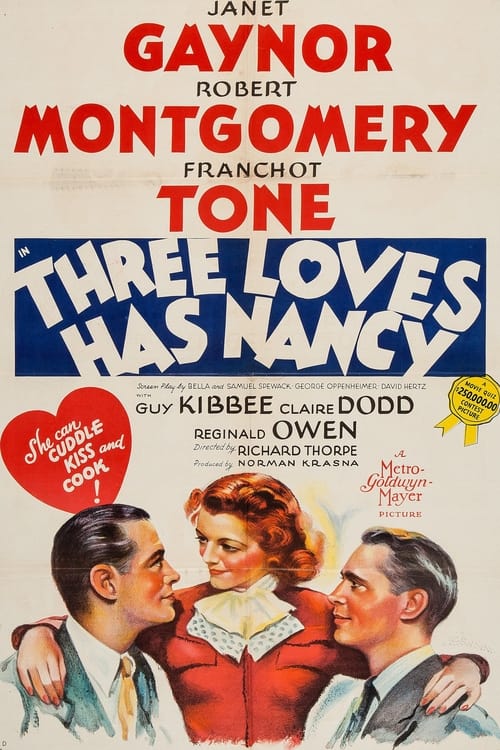 JANET
GAYNOR
ROBERT
MONTGOMERY
FRANCHOT
TONE
IN
THREE LOVES
HAS NANCY
Screen Play by BELLA and SAMUEL SPEWACK · GEORGE OPPENHEIMER · DAVID HERTZ
WITH
GUY KIBBEE CLAIRE DODD
REGINALD OWEN
Directed by RICHARD THORPE
Produced by NORMAN KRASNA
A MOVIE QUIZ
$250,000.00
CONTEST
PICTURE
She can
CUDDLE
KISS and
COOK
!
A
Metro-
Goldwyn-
Mayer
PICTURE
D